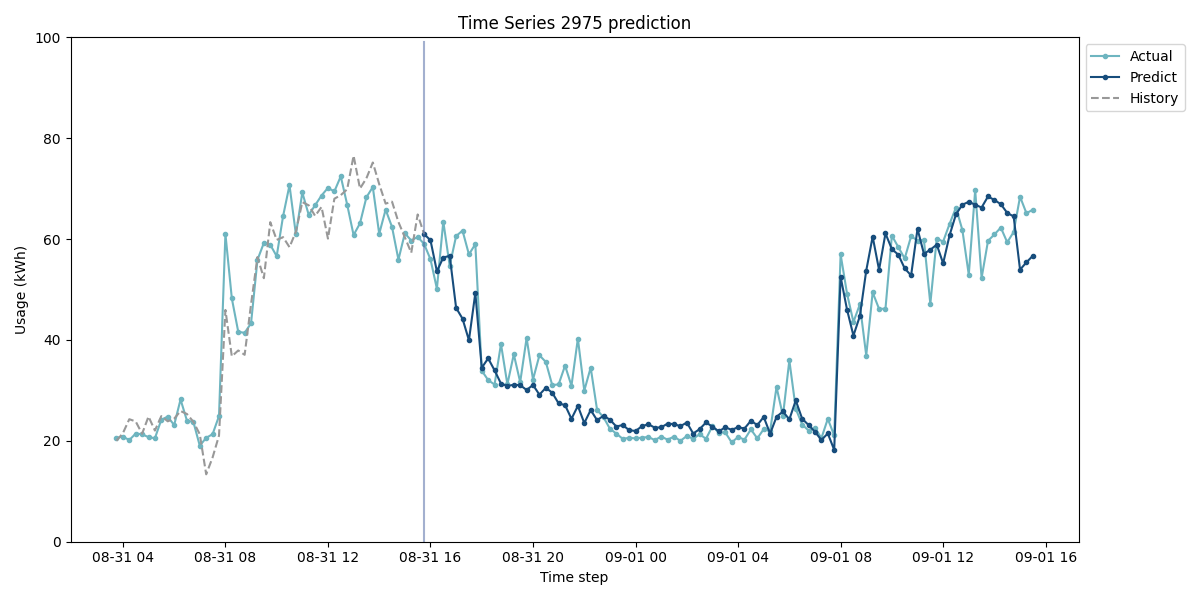 Time Series 2975 prediction
100
80
60
40
20
0
Usage (kWh)
08-31 04
08-31 08
08-31 12
08-31 16
08-31 20
09-01 00
09-01 04
09-01 08
09-01 12
09-01 16
Time step
Actual
Predict
History